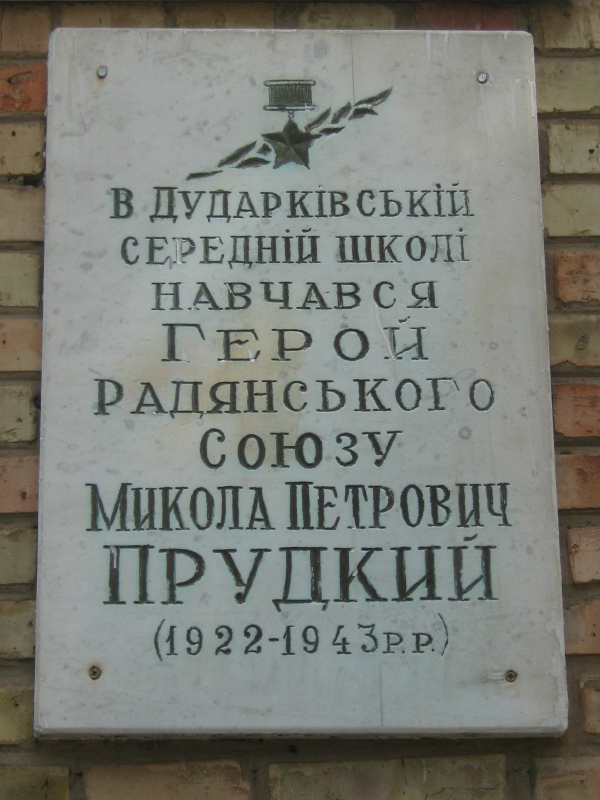 В ДУДАРКІВСЬКІЙ
СЕРЕДНІЙ ШКОЛІ
НАВЧАВСЯ
ГЕРОЙ
РАДЯНСЬКОГО
СОЮЗУ
МИКОЛА ПЕТРОВИЧ
ПРУДКИЙ
(1922-1943Р.Р.)